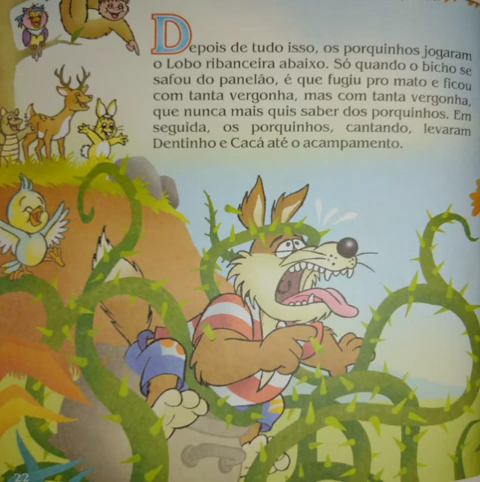 Depois de tudo isso, os porquinhos jogaram
o Lobo ribanceira abaixo. Só quando o bicho se
safou do panelão, é que fugiu pro mato e ficou
com tanta vergonha, mas com tanta vergonha,
que nunca mais quis saber dos porquinhos. Em
seguida, os porquinhos, cantando, levaram
Dentinho e Cacá até o acampamento.
22